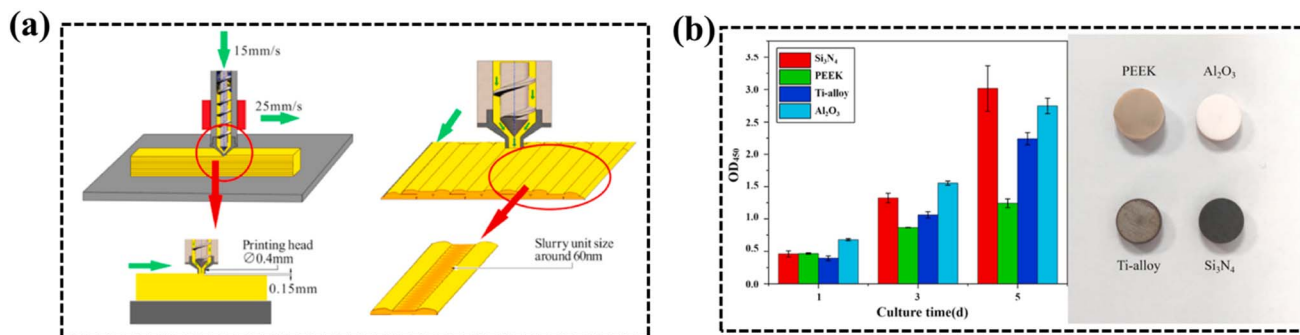 (a)
15mm/s
25mm/s
Printing head
∅0.4mm
0.15mm
Slurry unit size
around 60nm
(b)
Si₃N₄
PEEK
Ti-alloy
Al₂O₃
OD₄₅₀
3.5
3.0
2.5
2.0
1.5
1.0
0.5
0.0
1
3
5
Culture time(d)
PEEK
Al₂O₃
Ti-alloy
Si₃N₄